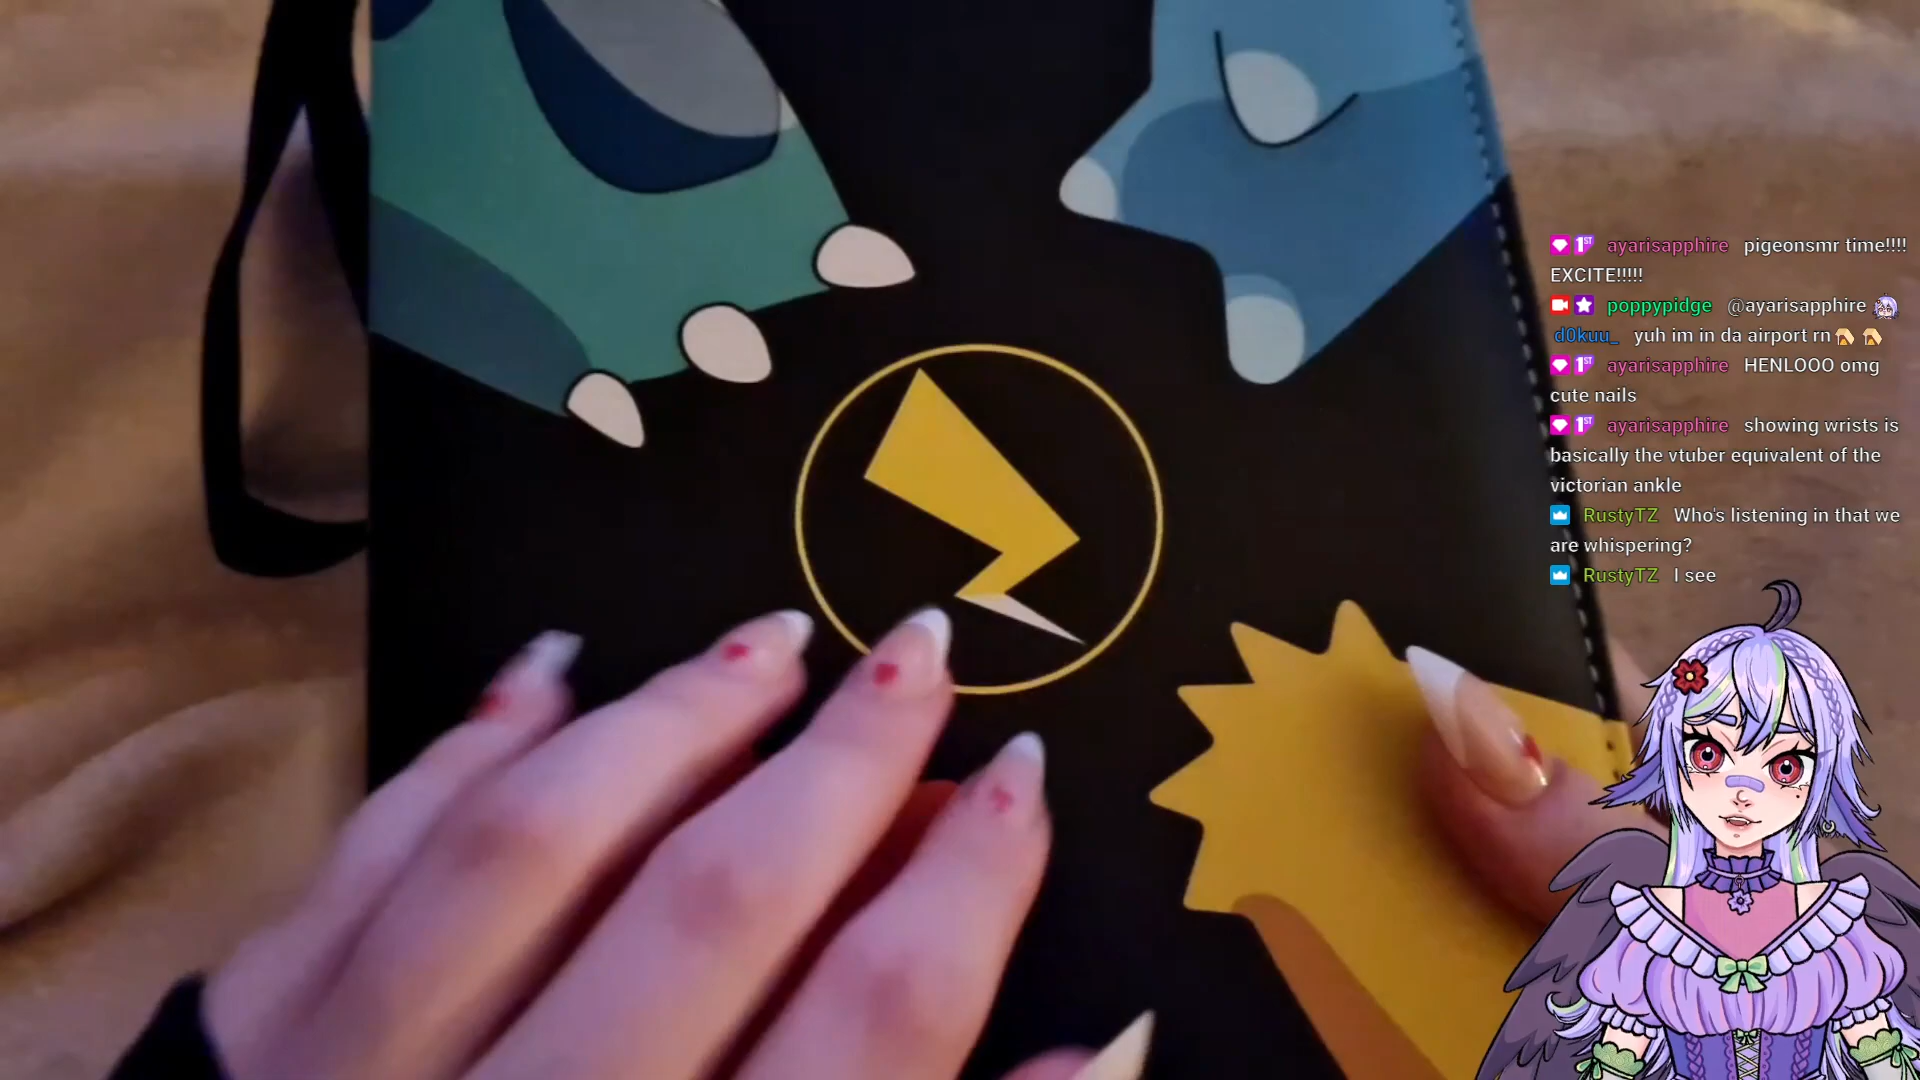 ayarisapphire pigeonsmr time!!!!
EXCITE!!!!!
poppypidge @ayarisapphire
d0kuu_ yuh im in da airport rn
ayarisapphire HENLOOO omg
cute nails
ayarisapphire showing wrists is
basically the vtuber equivalent of the
victorian ankle
RustyTZ Who's listening in that we
are whispering?
RustyTZ I see